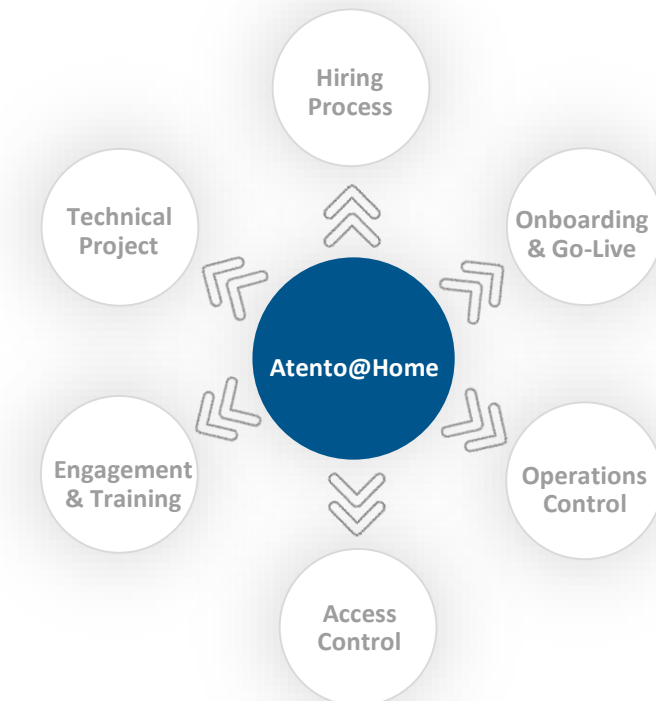 Hiring
Process
Technical
Project
Onboarding
& Go-Live
Atento@Home
Engagement
& Training
Operations
Control
Access
Control